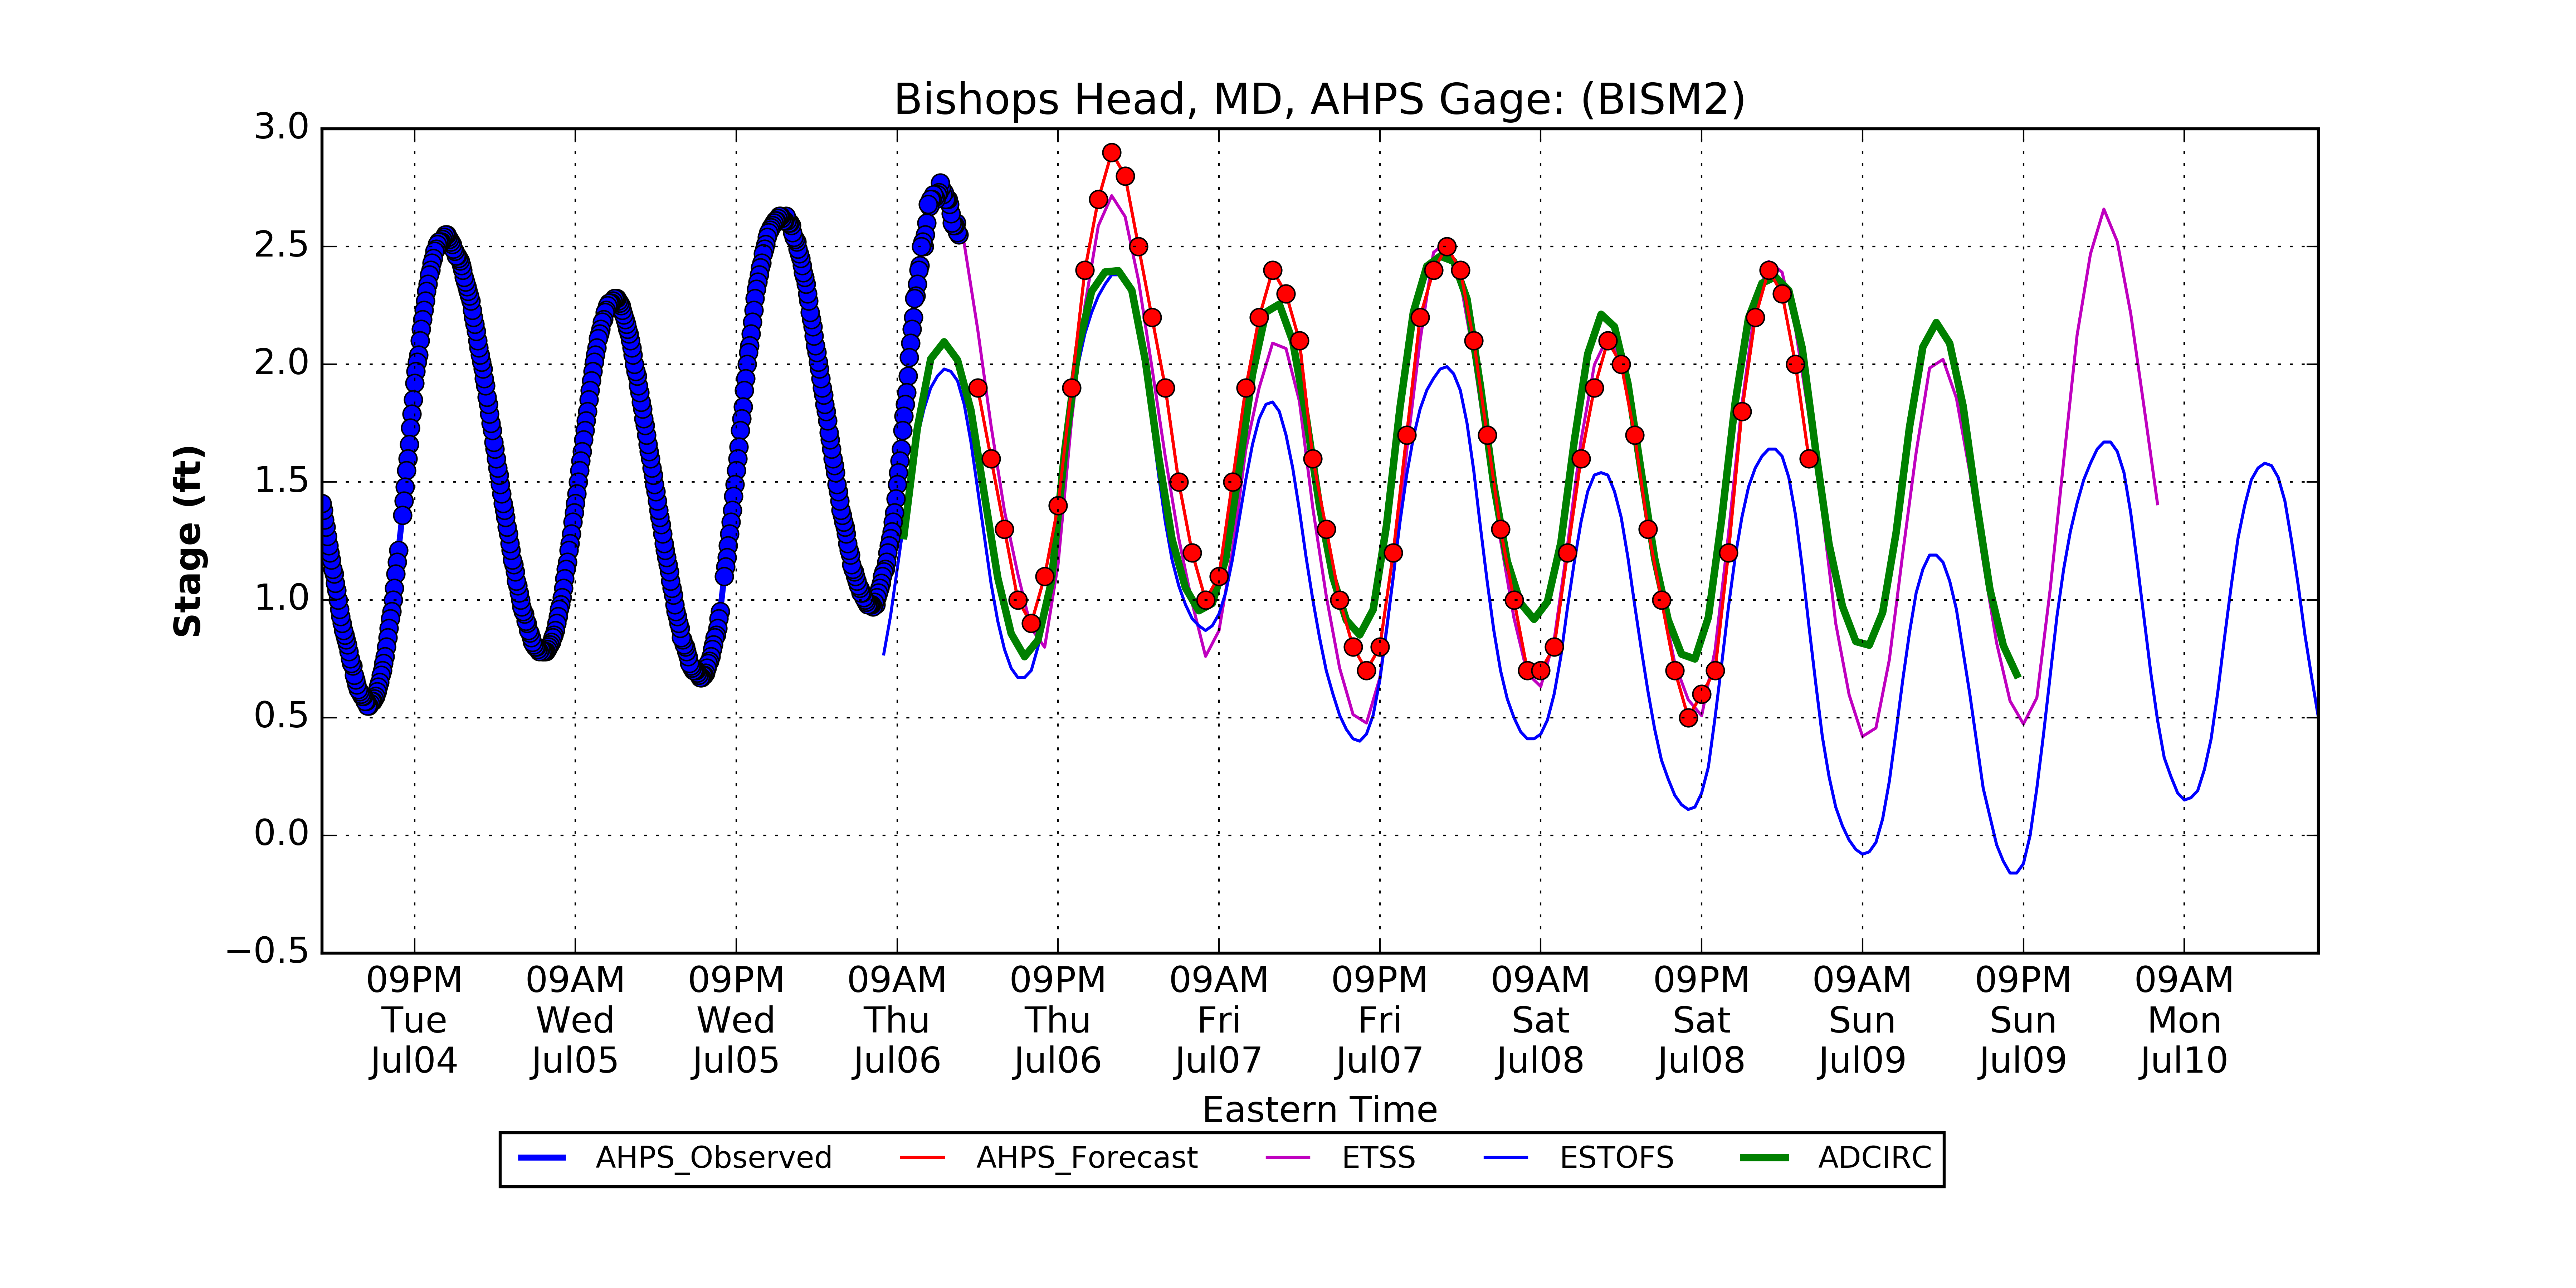 Bishops Head, MD, AHPS Gage: (BISM2)
Stage (ft)
3.0
2.5
2.0
1.5
1.0
0.5
0.0
−0.5
09PM 09AM 09PM 09AM 09PM 09AM 09PM 09AM 09PM 09AM 09PM 09AM
Tue Wed Wed Thu Thu Fri Fri Sat Sat Sun Sun Mon
Jul04 Jul05 Jul05 Jul06 Jul06 Jul07 Jul07 Jul08 Jul08 Jul09 Jul09 Jul10
Eastern Time
AHPS_Observed AHPS_Forecast ETSS ESTOFS ADCIRC